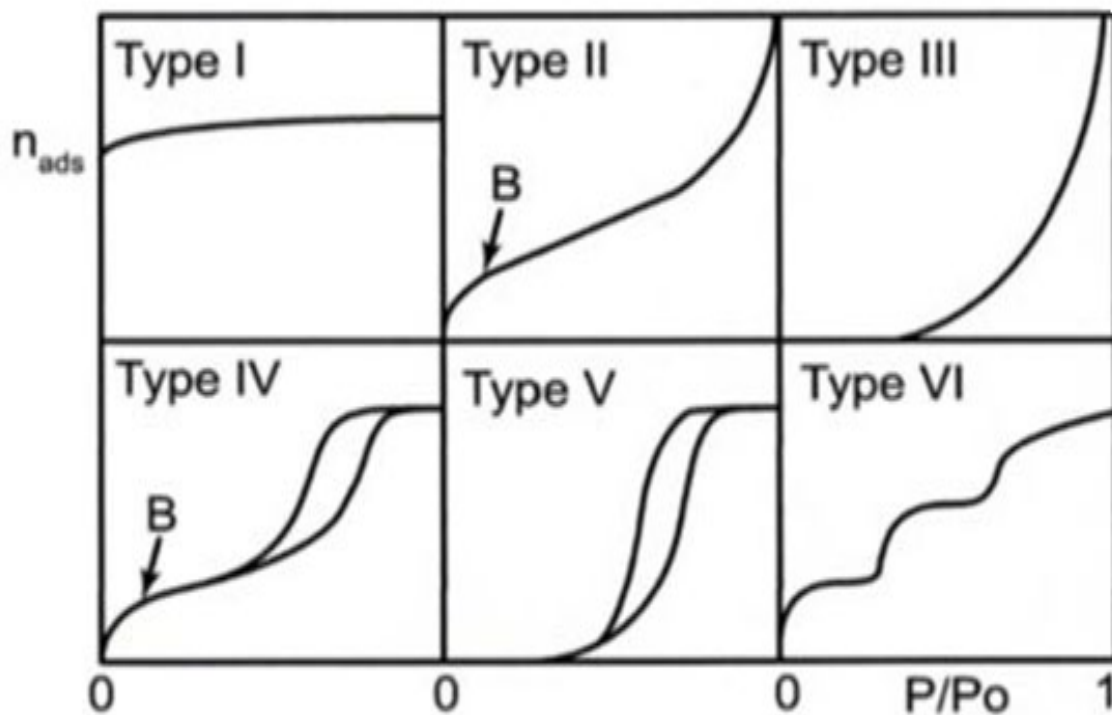 Type I
Type II
Type III
n_ads
B
Type IV
Type V
Type VI
B
0
0
0
P/Po
1